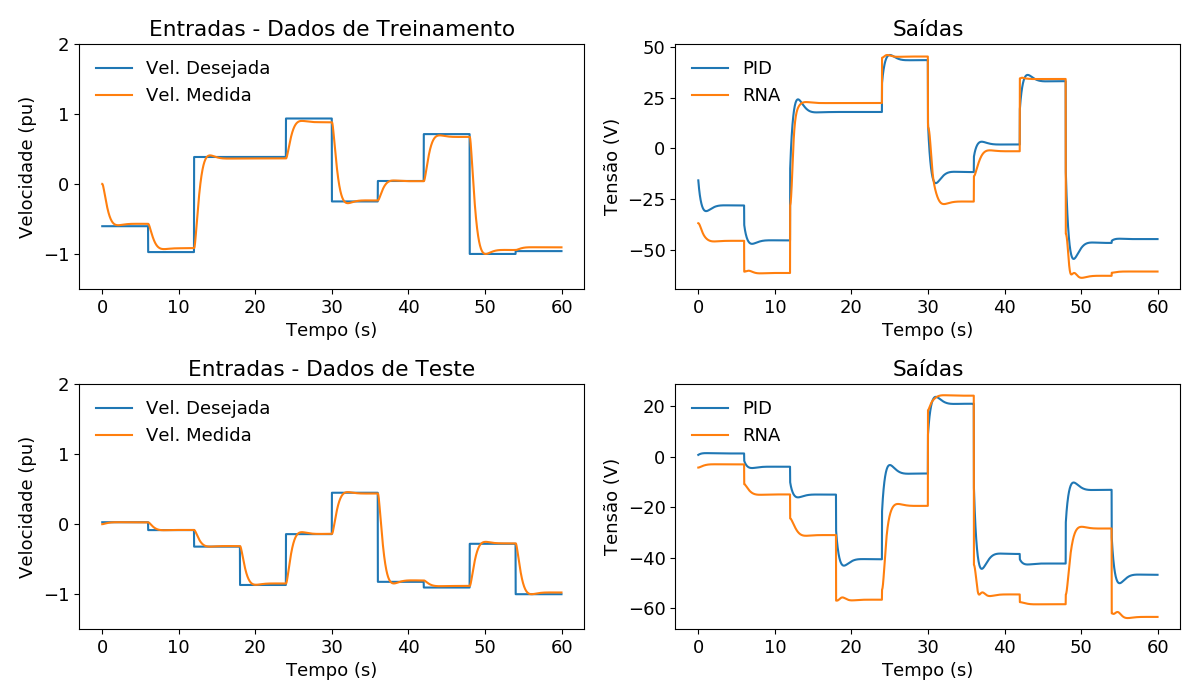 Entradas - Dados de Treinamento
Vel. Desejada
Vel. Medida
2
1
0
−1
Velocidade (pu)
0 10 20 30 40 50 60
Tempo (s)
Saídas
PID
RNA
50
25
0
−25
−50
Tensão (V)
0 10 20 30 40 50 60
Tempo (s)
Entradas - Dados de Teste
Vel. Desejada
Vel. Medida
2
1
0
−1
Velocidade (pu)
0 10 20 30 40 50 60
Tempo (s)
Saídas
PID
RNA
20
0
−20
−40
−60
Tensão (V)
0 10 20 30 40 50 60
Tempo (s)